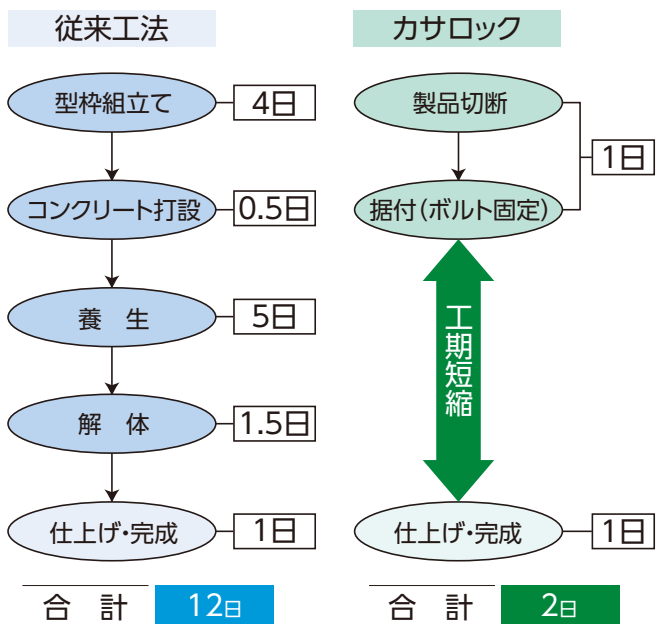 従来工法
型枠組立て 4日
コンクリート打設 0.5日
養 生 5日
解 体 1.5日
仕上げ・完成 1日
合 計 12日
カサロック
製品切断
1日
据付（ボルト固定）
工期短縮
仕上げ・完成 1日
合 計 2日